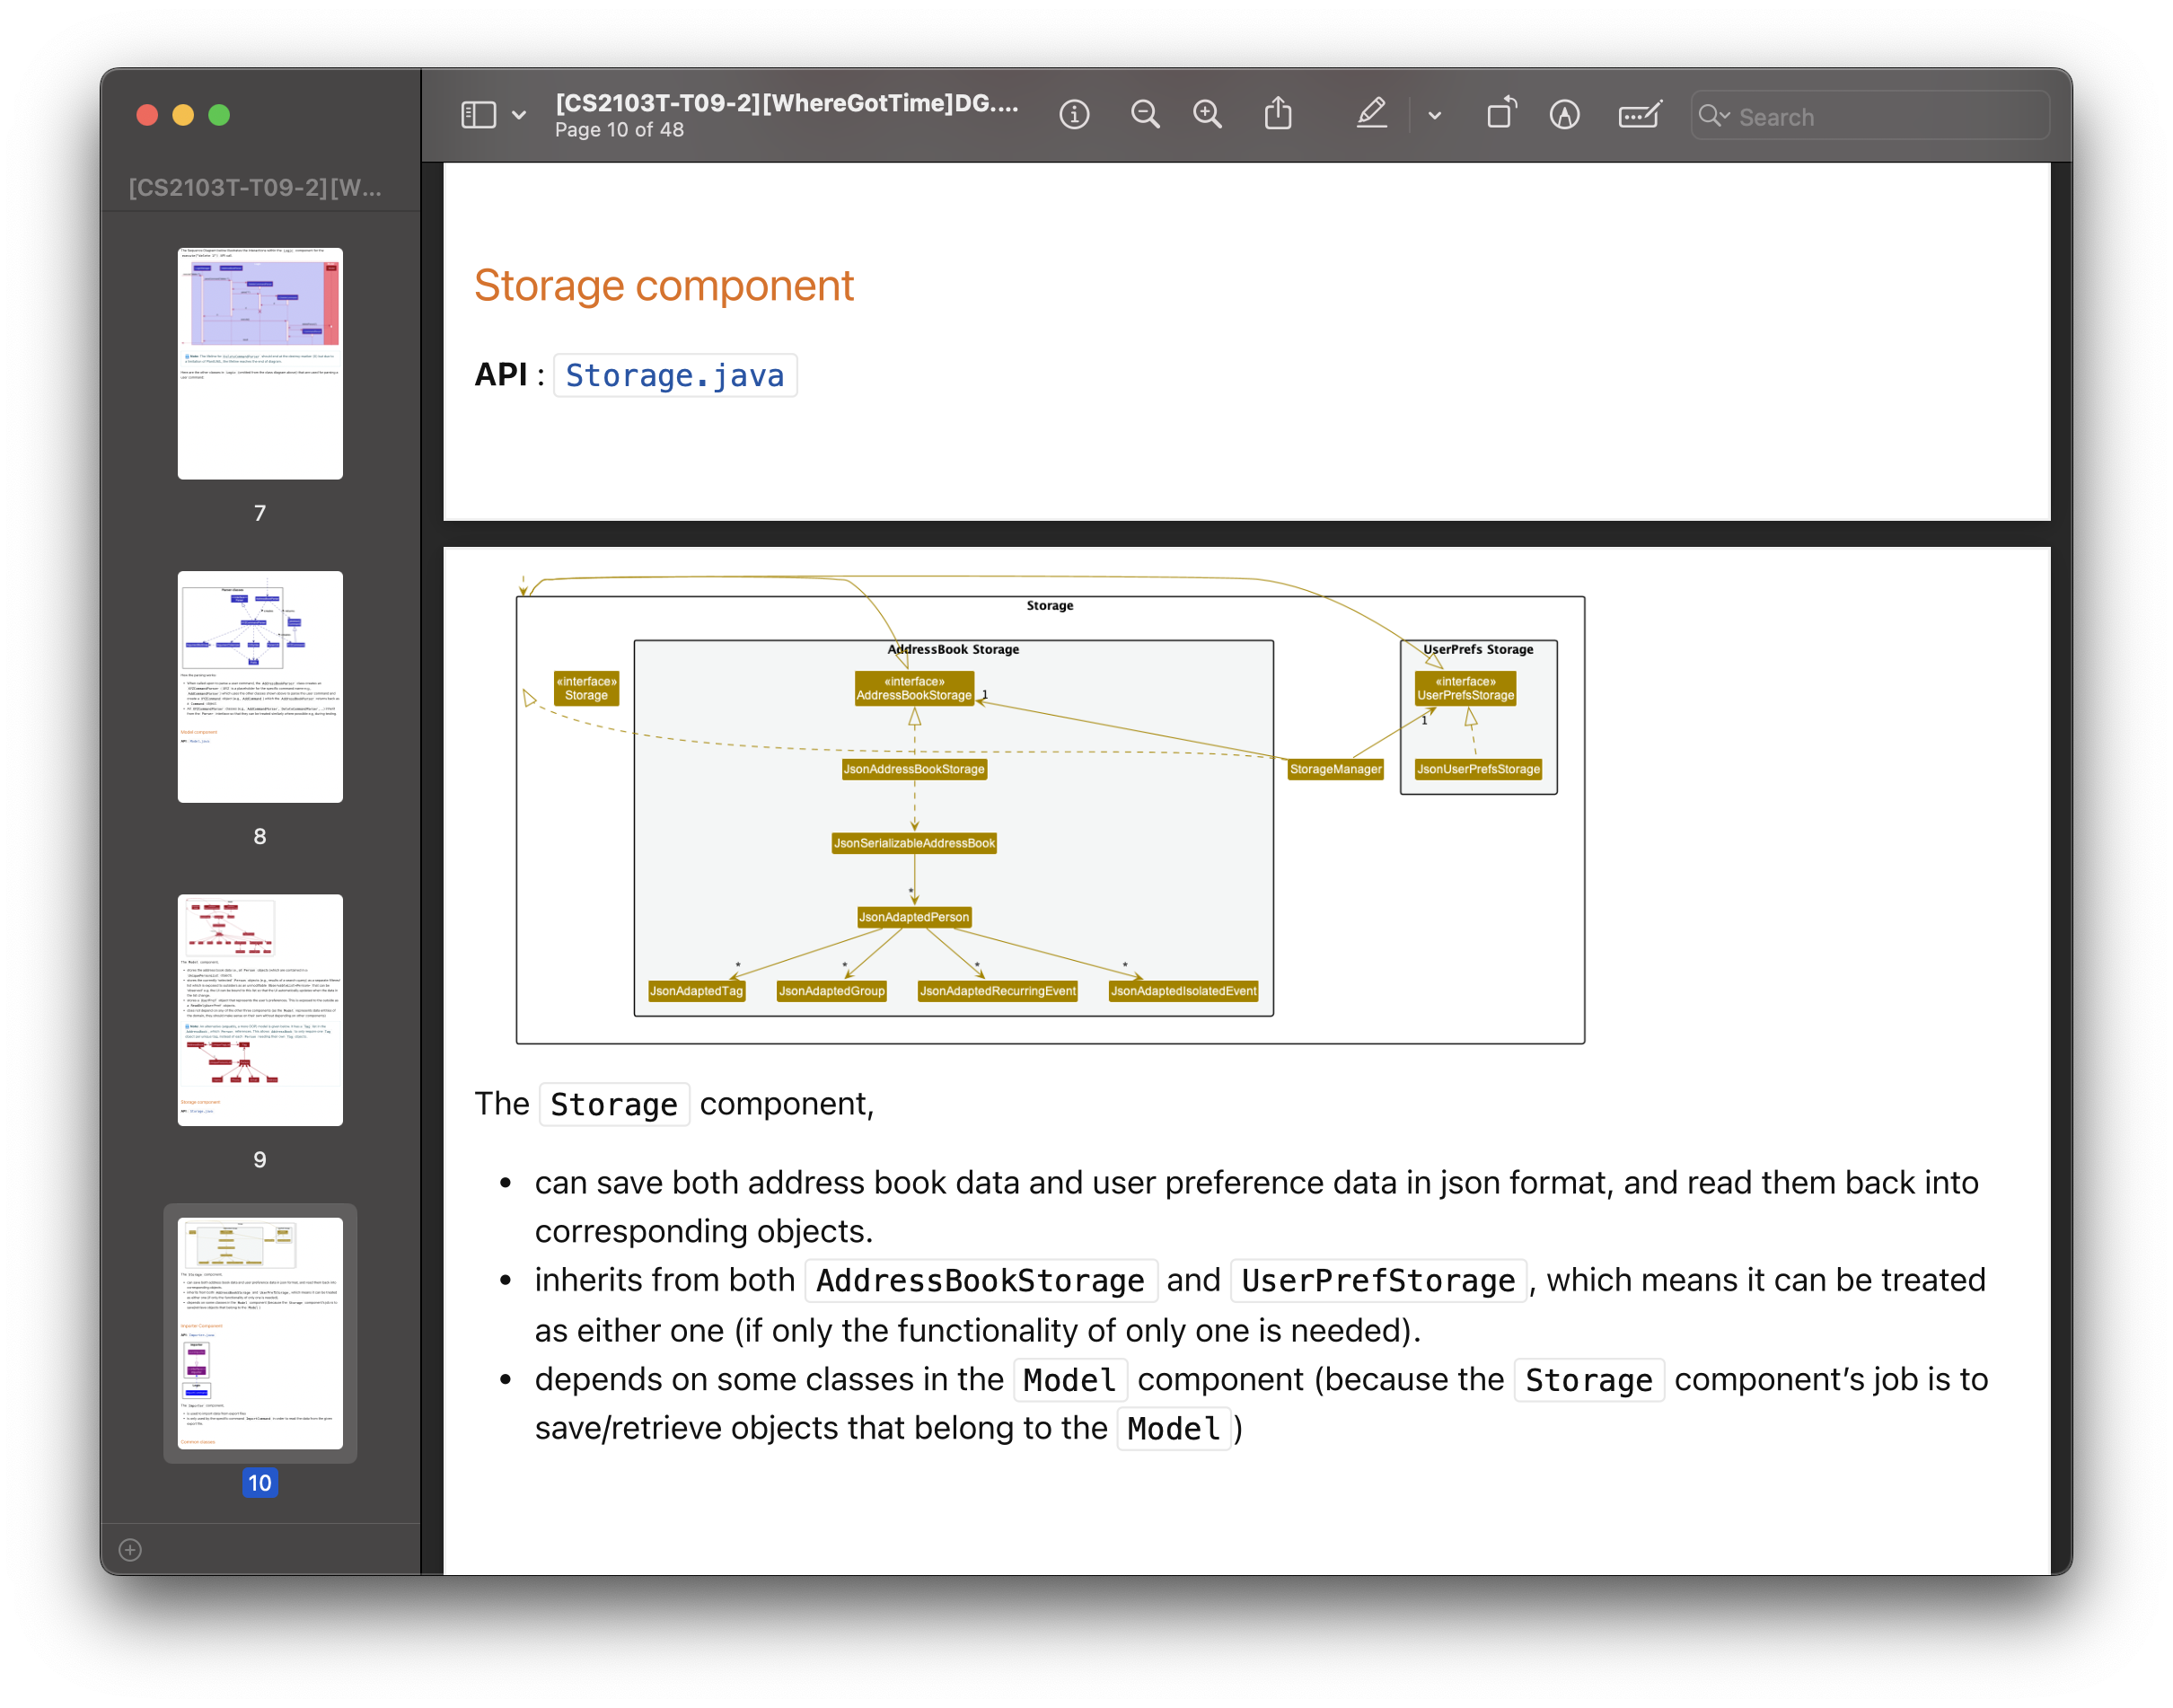 [CS2103T-T09-2][WhereGotTime]DG....
Page 10 of 48
Search
[CS2103T-T09-2][W...
7
8
9
10
Storage component
API : Storage.java
Storage
AddressBook Storage
UserPrefs Storage
«interface»
Storage
«interface»
AddressBookStorage
1
«interface»
UserPrefsStorage
1
JsonAddressBookStorage
StorageManager
JsonUserPrefsStorage
JsonSerializableAddressBook
*
JsonAdaptedPerson
* * * *
JsonAdaptedTag JsonAdaptedGroup JsonAdaptedRecurringEvent JsonAdaptedIsolatedEvent
The Storage component,
• can save both address book data and user preference data in json format, and read them back into
corresponding objects.
• inherits from both AddressBookStorage and UserPrefStorage, which means it can be treated
as either one (if only the functionality of only one is needed).
• depends on some classes in the Model component (because the Storage component’s job is to
save/retrieve objects that belong to the Model)